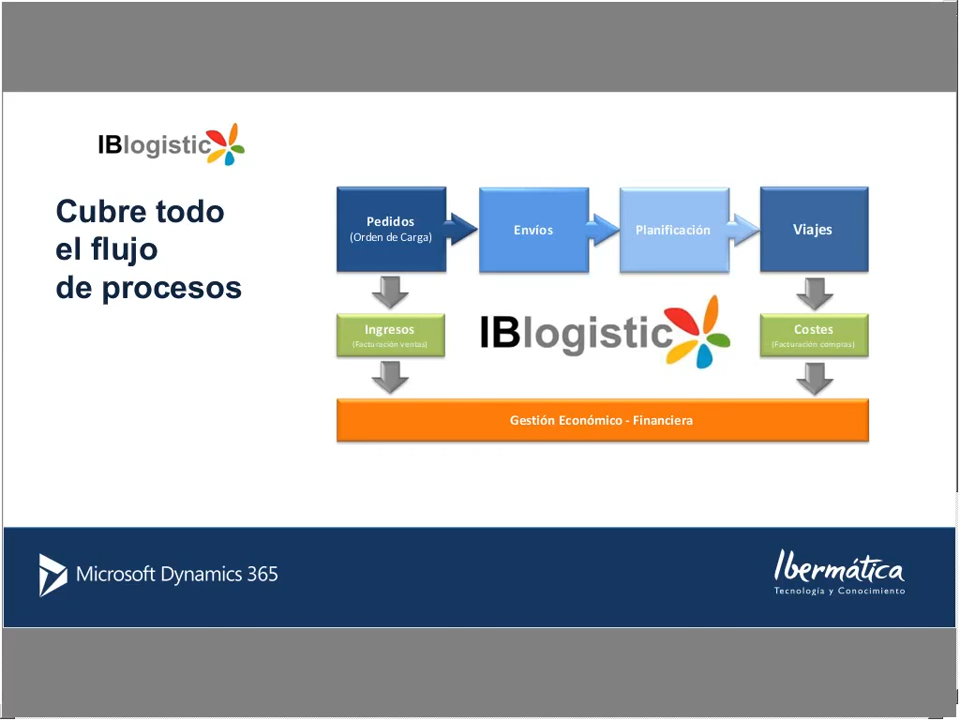 IBlogistic
Cubre todo
el flujo
de procesos
Pedidos
(Orden de Carga)
Envíos
Planificación
Viajes
Ingresos
(Facturación ventas)
IBlogistic
Costes
(Facturación compras)
Gestión Económico - Financiera
Microsoft Dynamics 365
Ibermática
Tecnología y Conocimiento